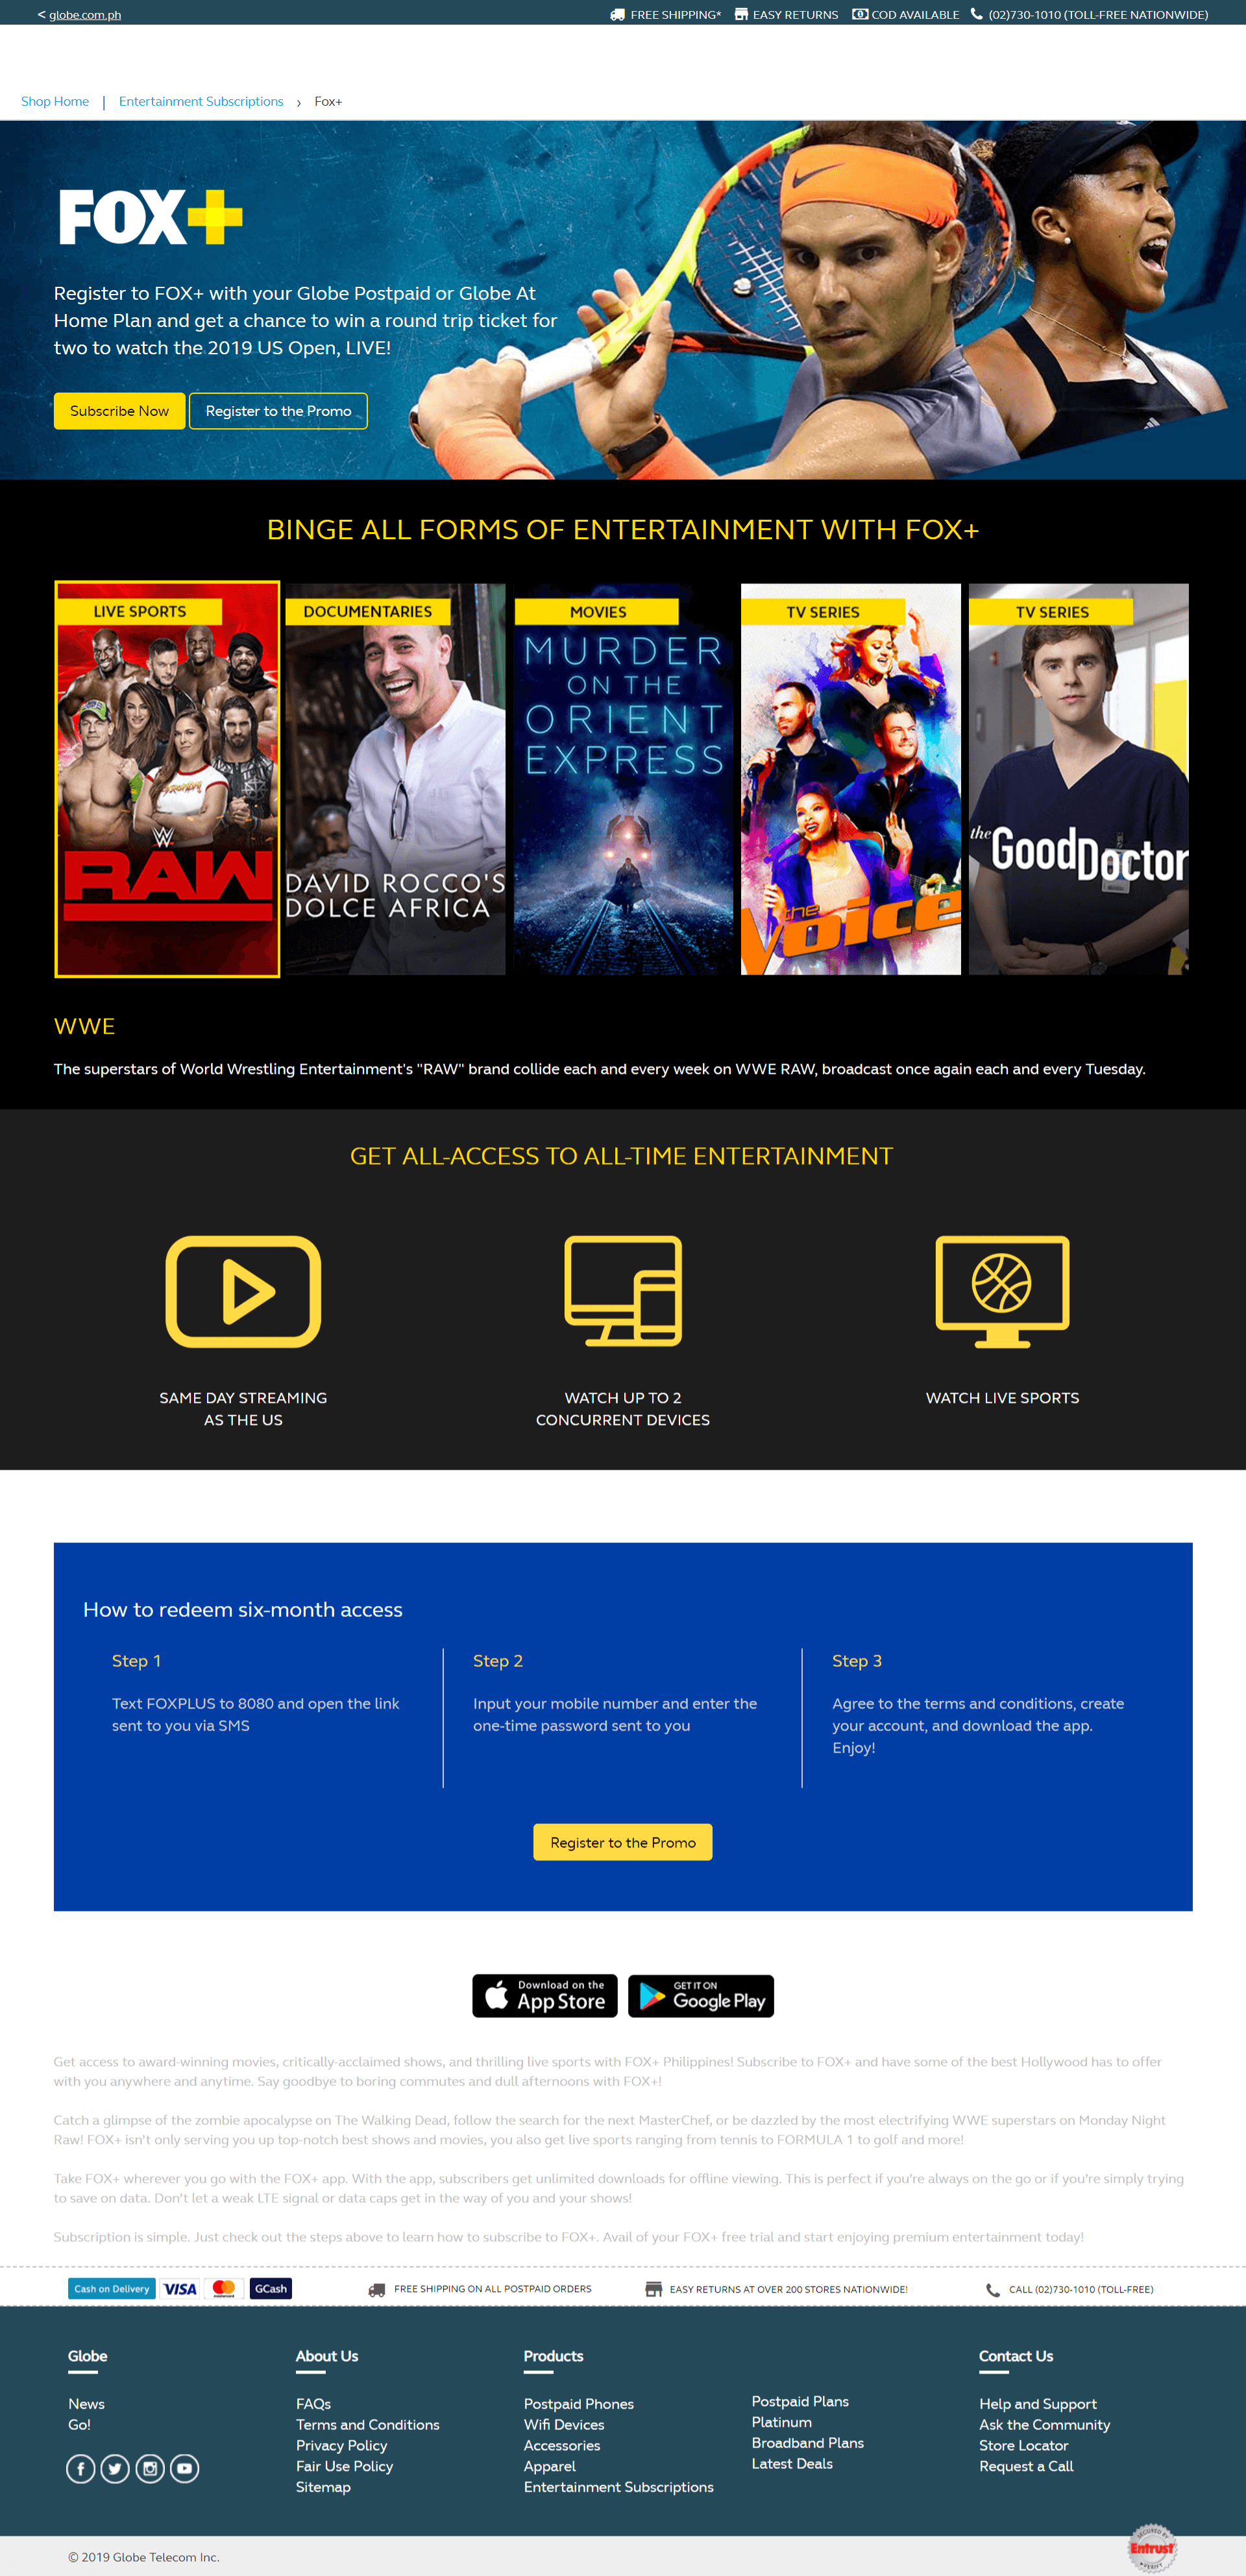 < globe.com.ph
FREE SHIPPING* EASY RETURNS COD AVAILABLE (02)730-1010 (TOLL-FREE NATIONWIDE)
Shop Home | Entertainment Subscriptions › Fox+
FOX+
Register to FOX+ with your Globe Postpaid or Globe At
Home Plan and get a chance to win a round trip ticket for
two to watch the 2019 US Open, LIVE!
Subscribe Now
Register to the Promo
BINGE ALL FORMS OF ENTERTAINMENT WITH FOX+
LIVE SPORTS
RAW
DOCUMENTARIES
DAVID ROCCO'S
DOLCE AFRICA
MOVIES
MURDER
ON THE
ORIENT
EXPRESS
TV SERIES
the
Voice
TV SERIES
the GoodDoctor
WWE
The superstars of World Wrestling Entertainment's "RAW" brand collide each and every week on WWE RAW, broadcast once again each and every Tuesday.
GET ALL-ACCESS TO ALL-TIME ENTERTAINMENT
SAME DAY STREAMING
AS THE US
WATCH UP TO 2
CONCURRENT DEVICES
WATCH LIVE SPORTS
How to redeem six-month access
Step 1
Text FOXPLUS to 8080 and open the link
sent to you via SMS
Step 2
Input your mobile number and enter the
one-time password sent to you
Step 3
Agree to the terms and conditions, create
your account, and download the app.
Enjoy!
Register to the Promo
Download on the
App Store
GET IT ON
Google Play
Get access to award-winning movies, critically-acclaimed shows, and thrilling live sports with FOX+ Philippines! Subscribe to FOX+ and have some of the best Hollywood has to offer
with you anywhere and anytime. Say goodbye to boring commutes and dull afternoons with FOX+!
Catch a glimpse of the zombie apocalypse on The Walking Dead, follow the search for the next MasterChef, or be dazzled by the most electrifying WWE superstars on Monday Night
Raw! FOX+ isn't only serving you up top-notch best shows and movies, you also get live sports ranging from tennis to FORMULA 1 to golf and more!
Take FOX+ wherever you go with the FOX+ app. With the app, subscribers get unlimited downloads for offline viewing. This is perfect if you're always on the go or if you're simply trying
to save on data. Don't let a weak LTE signal or data caps get in the way of you and your shows!
Subscription is simple. Just check out the steps above to learn how to subscribe to FOX+. Avail of your FOX+ free trial and start enjoying premium entertainment today!
Cash on Delivery VISA mastercard GCash
FREE SHIPPING ON ALL POSTPAID ORDERS
EASY RETURNS AT OVER 200 STORES NATIONWIDE!
CALL (02)730-1010 (TOLL-FREE)
Globe
News
Go!
About Us
FAQs
Terms and Conditions
Privacy Policy
Fair Use Policy
Sitemap
Products
Postpaid Phones
Wifi Devices
Accessories
Apparel
Entertainment Subscriptions
Postpaid Plans
Platinum
Broadband Plans
Latest Deals
Contact Us
Help and Support
Ask the Community
Store Locator
Request a Call
© 2019 Globe Telecom Inc.
SECURED BY
Entrust
VERIFY